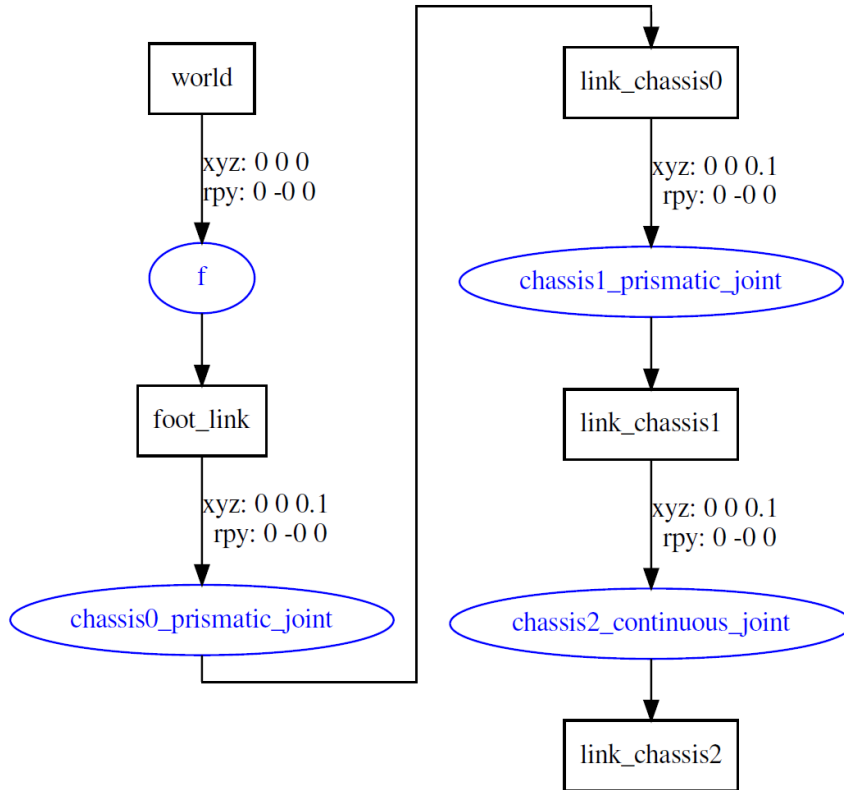 world
xyz: 0 0 0
rpy: 0 -0 0
f
foot_link
xyz: 0 0 0.1
rpy: 0 -0 0
chassis0_prismatic_joint
link_chassis0
xyz: 0 0 0.1
rpy: 0 -0 0
chassis1_prismatic_joint
link_chassis1
xyz: 0 0 0.1
rpy: 0 -0 0
chassis2_continuous_joint
link_chassis2